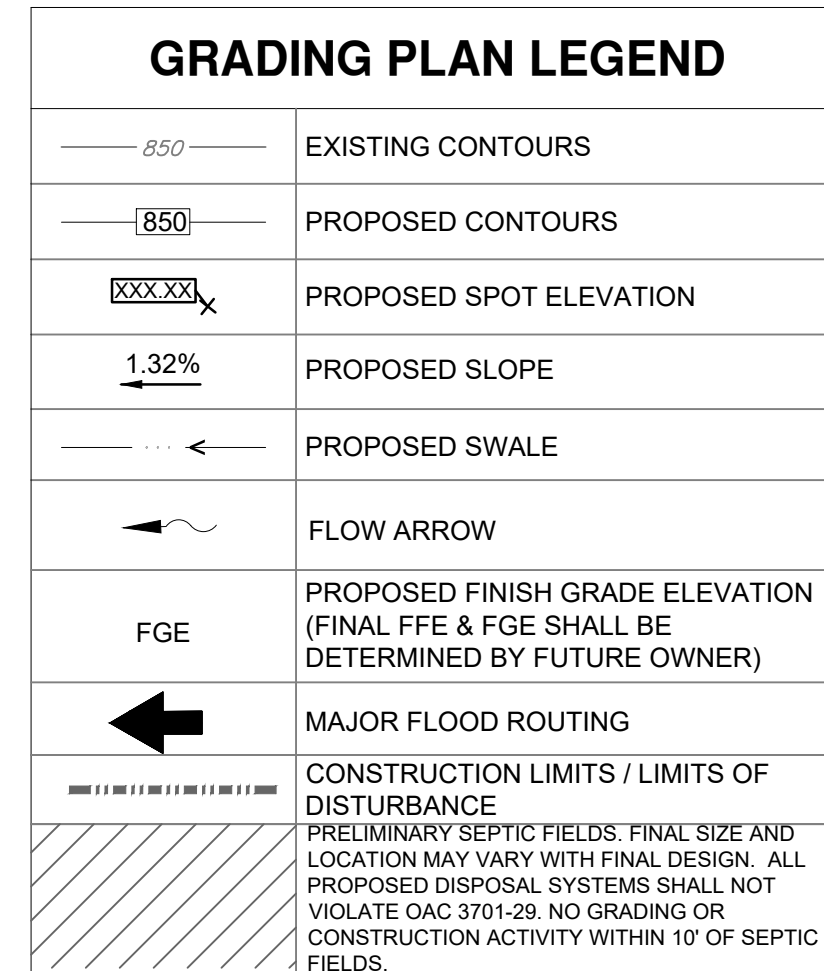 GRADING PLAN LEGEND
850
EXISTING CONTOURS
850
PROPOSED CONTOURS
XXX.XX
PROPOSED SPOT ELEVATION
1.32%
PROPOSED SLOPE
PROPOSED SWALE
FLOW ARROW
FGE
PROPOSED FINISH GRADE ELEVATION
(FINAL FFE & FGE SHALL BE
DETERMINED BY FUTURE OWNER)
MAJOR FLOOD ROUTING
CONSTRUCTION LIMITS / LIMITS OF
DISTURBANCE
PRELIMINARY SEPTIC FIELDS. FINAL SIZE AND
LOCATION MAY VARY WITH FINAL DESIGN. ALL
PROPOSED DISPOSAL SYSTEMS SHALL NOT
VIOLATE OAC 3701-29. NO GRADING OR
CONSTRUCTION ACTIVITY WITHIN 10' OF SEPTIC
FIELDS.